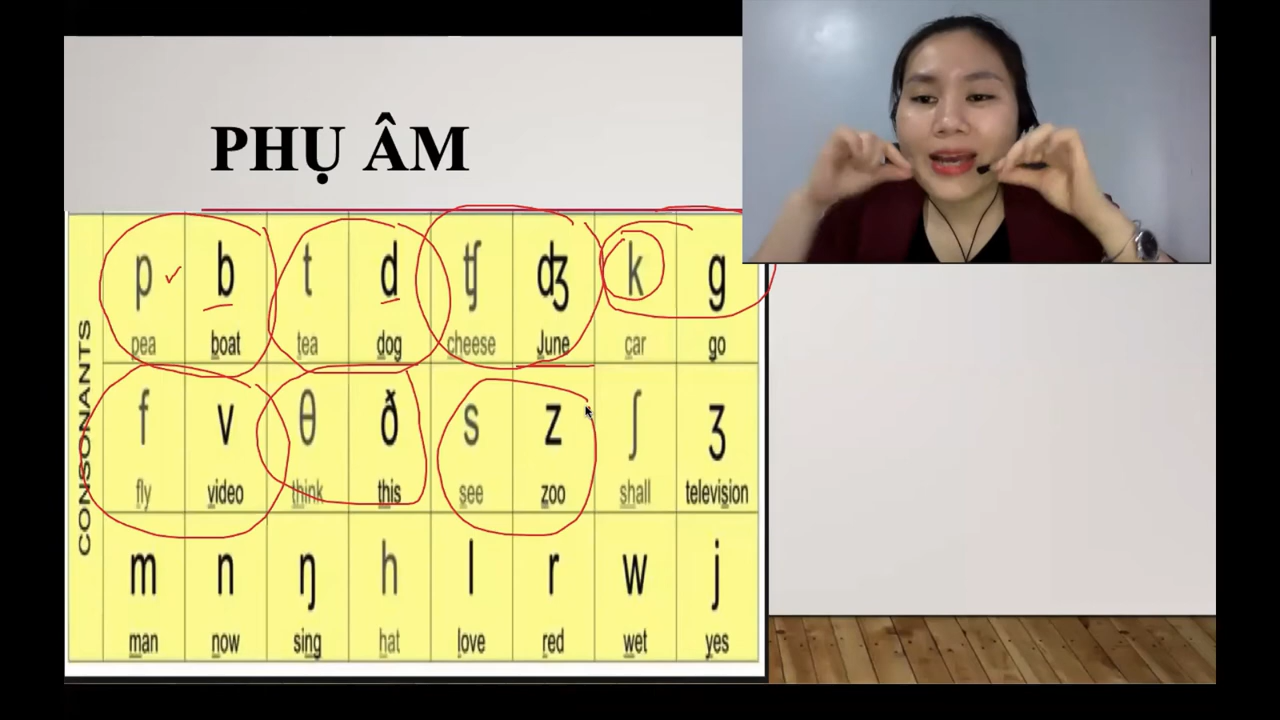 PHỤ ÂM
CONSONANTS
p b t d ʧ ʤ k g
pea boat tea dog cheese June car go
f v θ ð s z ʃ ʒ
fly video think this see zoo shall television
m n ŋ h l r w j
man now sing hat love red wet yes